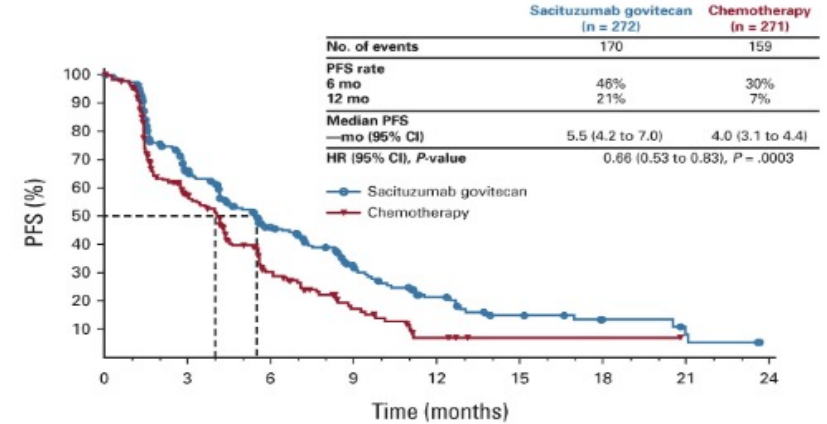 Sacituzumab govitecan Chemotherapy
(n = 272) (n = 271)
No. of events 170 159
PFS rate
6 mo 46% 30%
12 mo 21% 7%
Median PFS
—mo (95% CI) 5.5 (4.2 to 7.0) 4.0 (3.1 to 4.4)
HR (95% CI), P-value 0.66 (0.53 to 0.83), P = .0003
Sacituzumab govitecan
Chemotherapy
PFS (%)
100
90
80
70
60
50
40
30
20
10
0 3 6 9 12 15 18 21 24
Time (months)